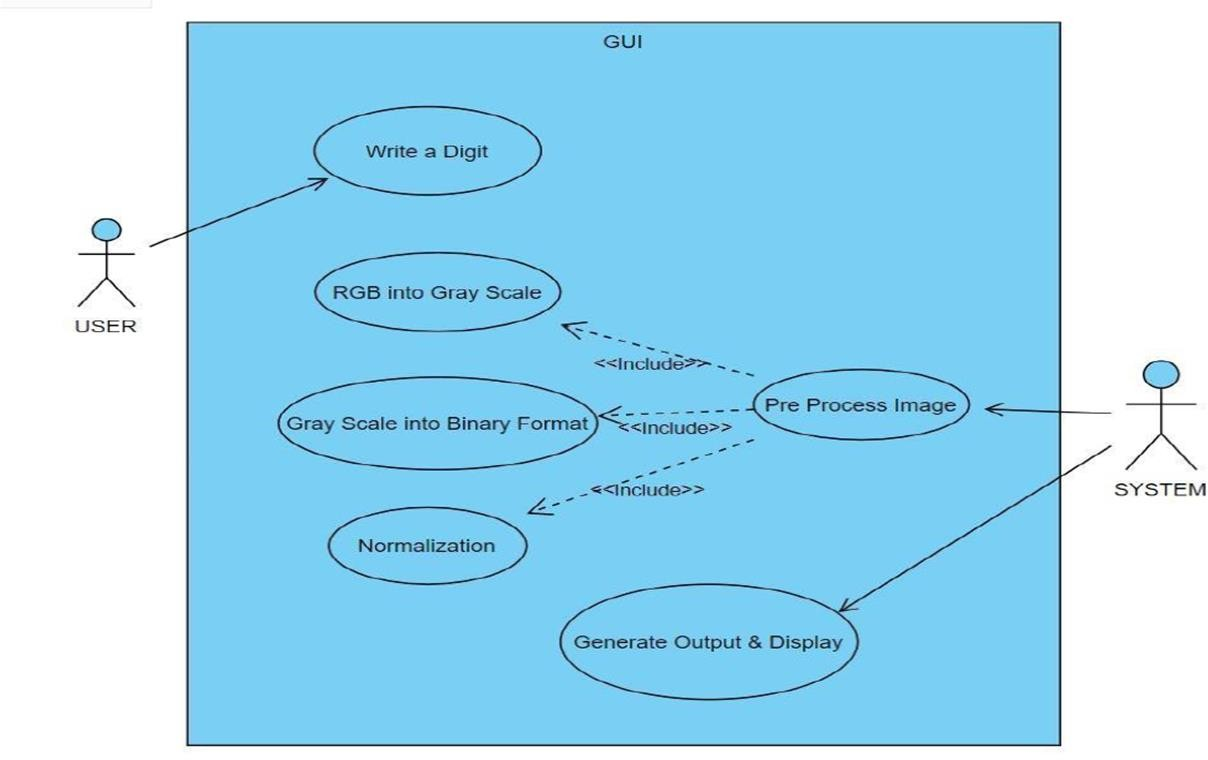 GUI
Write a Digit
RGB into Gray Scale
USER
<<Include>>
Pre Process Image
Gray Scale into Binary Format
<<Include>>
<<Include>>
SYSTEM
Normalization
Generate Output & Display